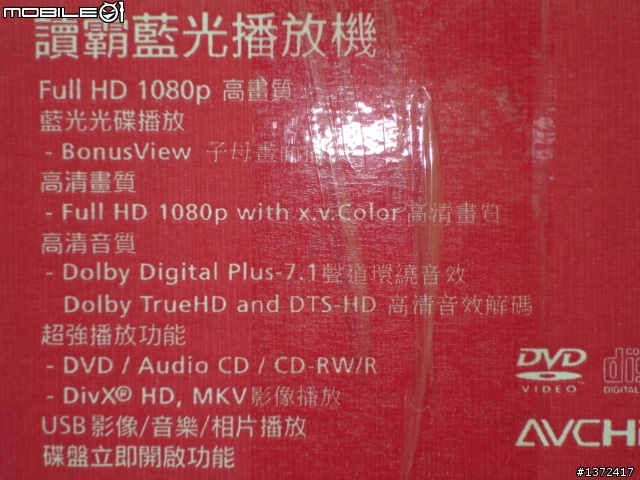 MOBILE01
讀霸藍光播放機
Full HD 1080p 高畫質
藍光光碟播放
- BonusView 子母畫面播放
高清畫質
- Full HD 1080p with x.v.Color 高清畫質
高清音質
- Dolby Digital Plus-7.1聲道環繞音效
Dolby TrueHD and DTS-HD 高清音效解碼
超強播放功能
- DVD / Audio CD / CD-RW/R
- DivX® HD, MKV影像播放
USB影像/音樂/相片播放
碟盤立即開啟功能
DVD
VIDEO
#1372417